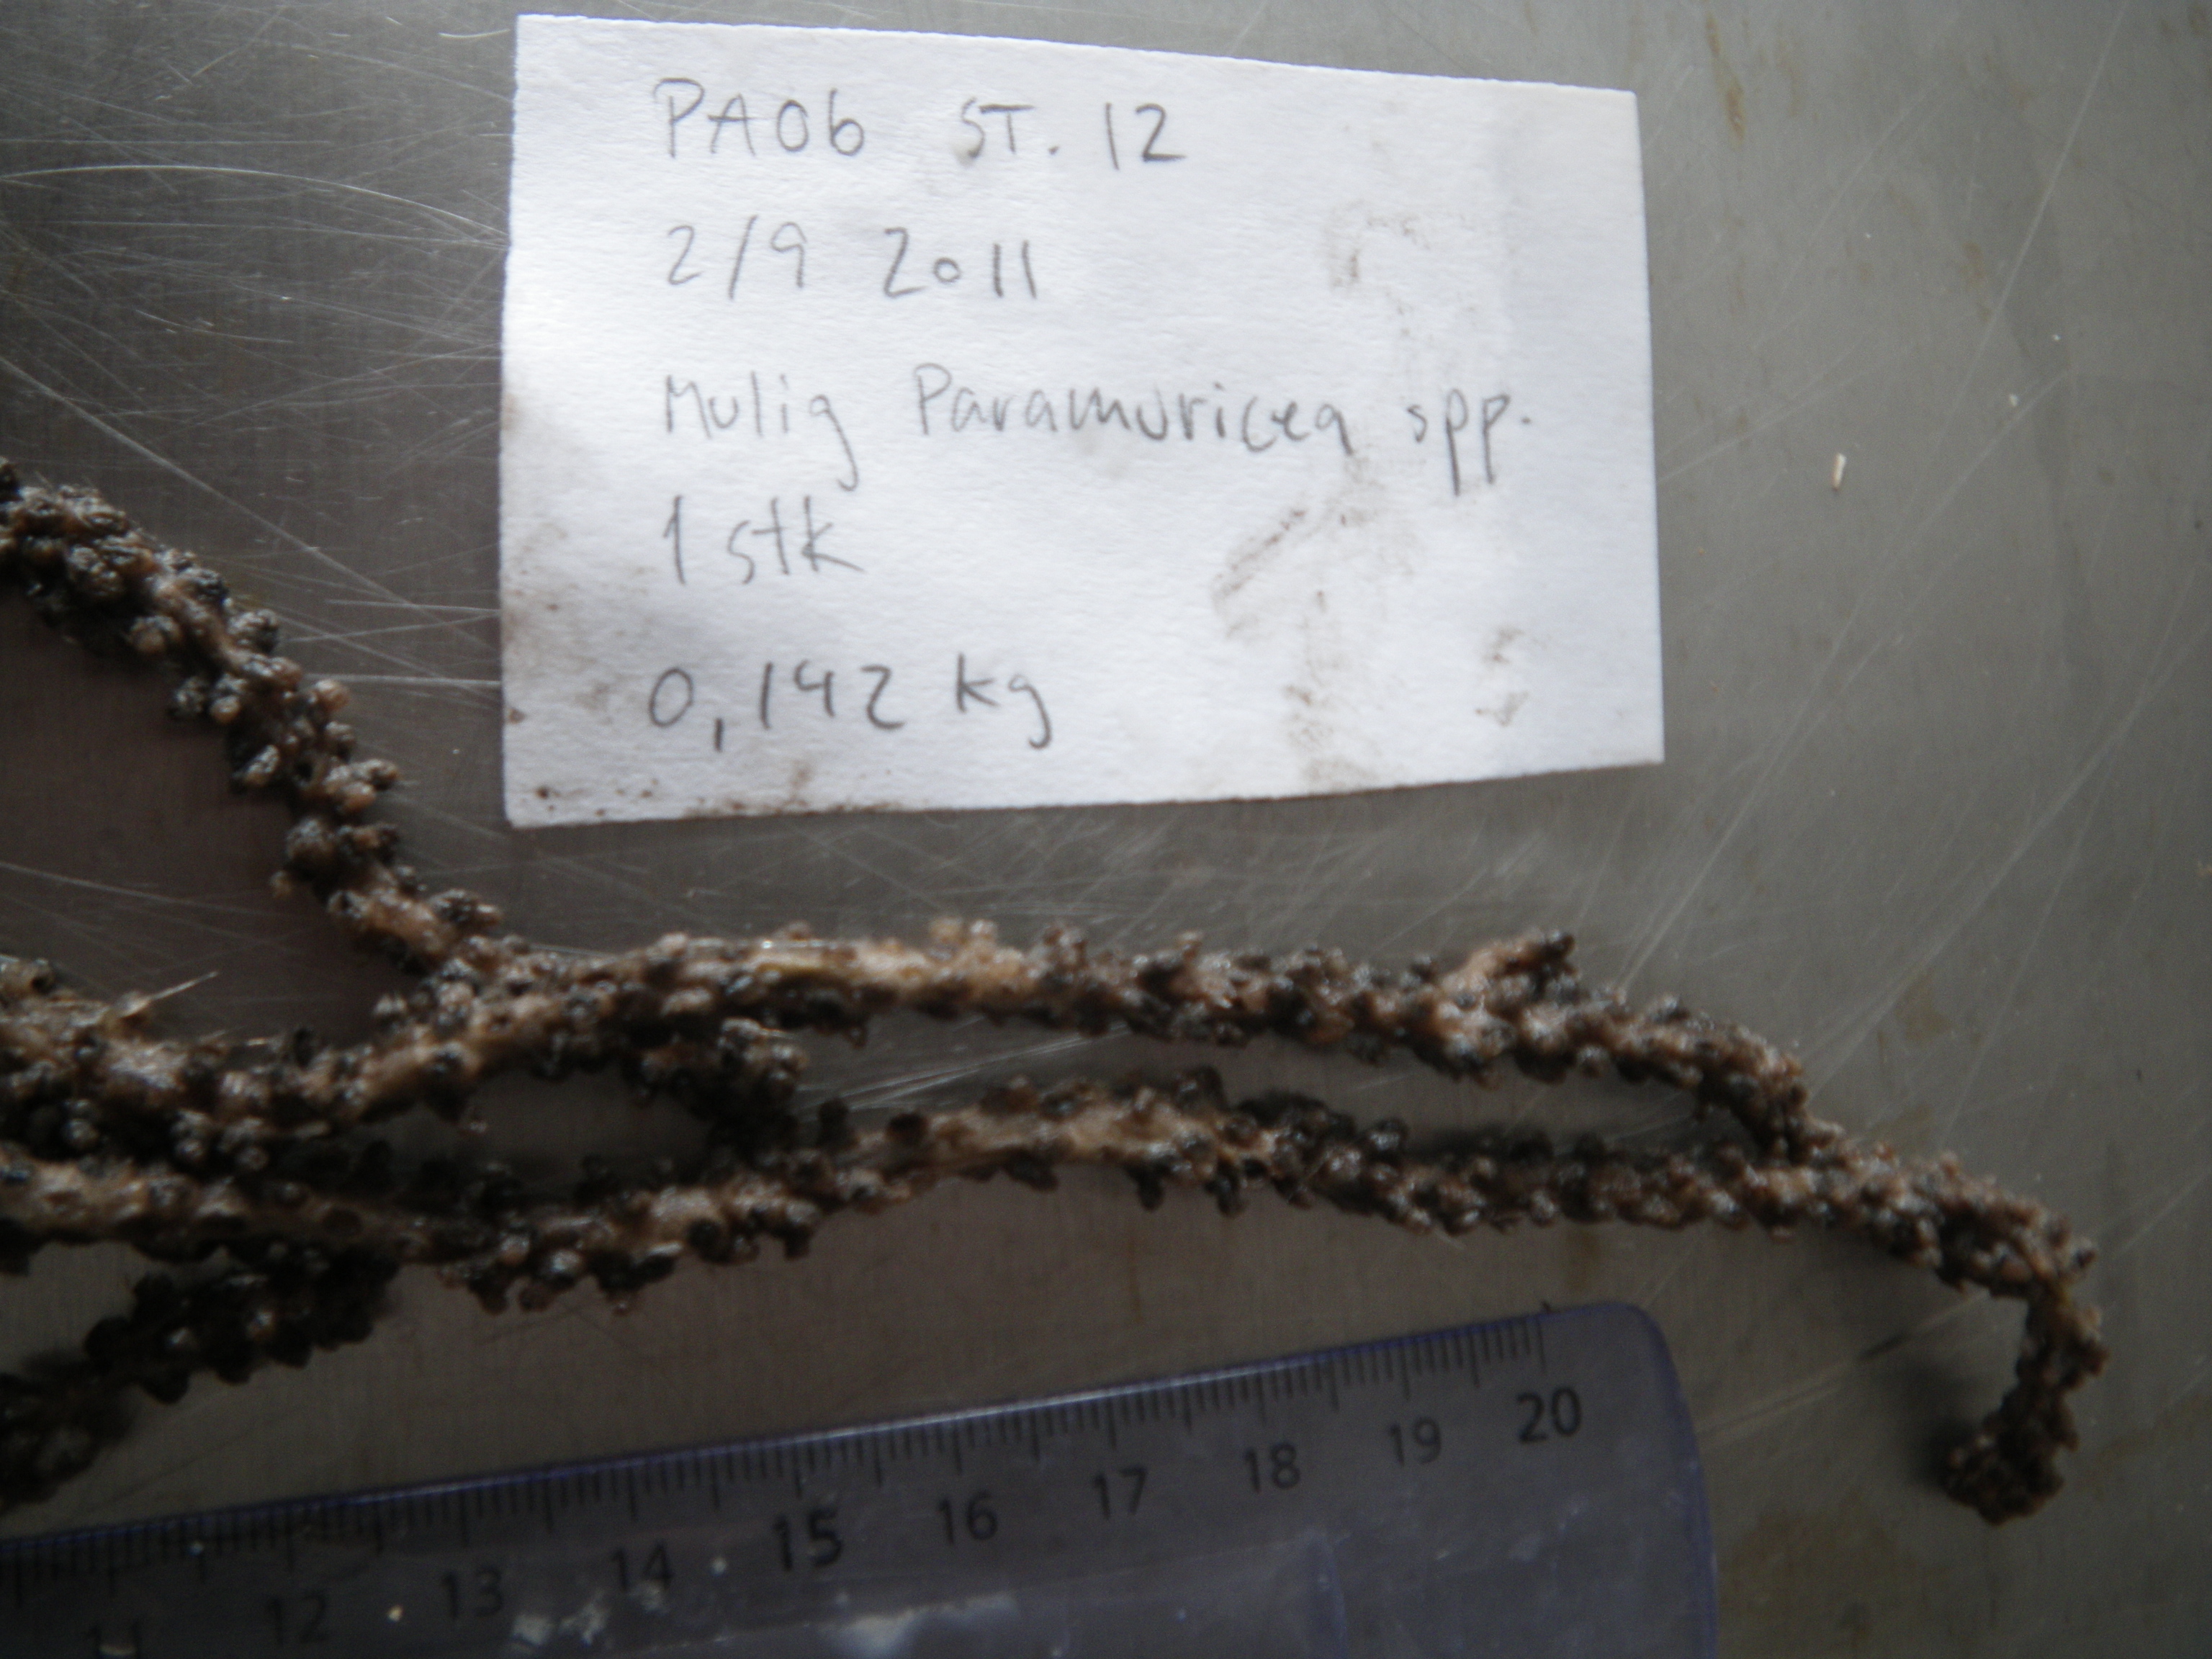 PA06 ST. 12
2/9 2011
Mulig Paramuricea spp.
1 stk
0,142 kg
11 12 13 14 15 16 17 18 19 20